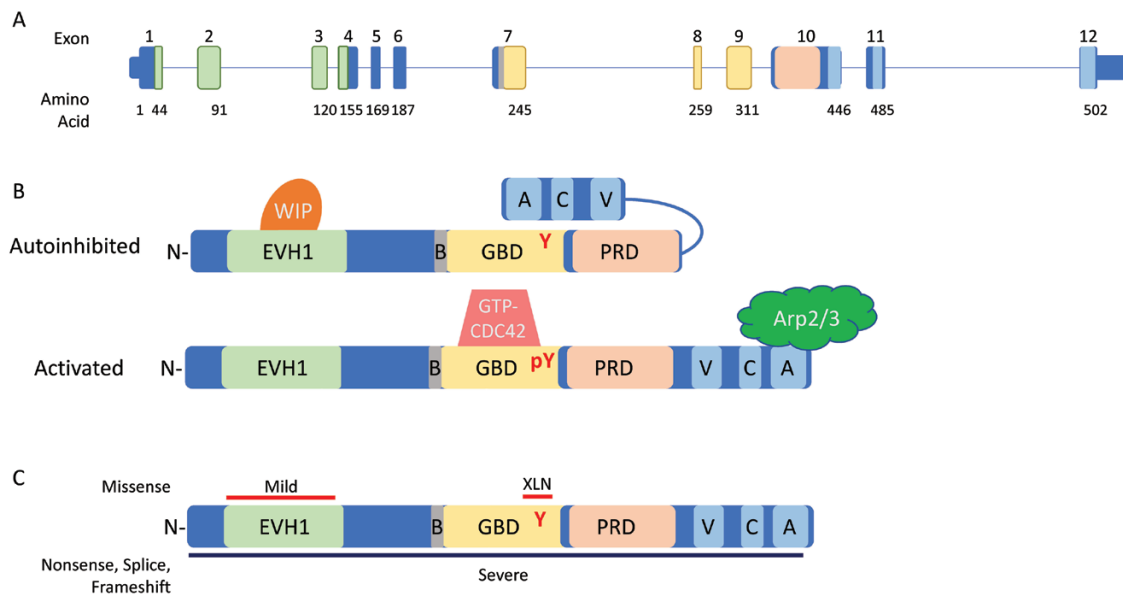 A
Exon 1 2 3 4 5 6 7 8 9 10 11 12
Amino
Acid
1 44 91 120 155 169 187 245 259 311 446 485 502
B
A C V
WIP
Autoinhibited N- EVH1 B GBD Y PRD
GTP-
CDC42
Arp2/3
Activated N- EVH1 B GBD pY PRD V C A
C
Missense Mild XLN
N- EVH1 B GBD Y PRD V C A
Nonsense, Splice,
Frameshift
Severe